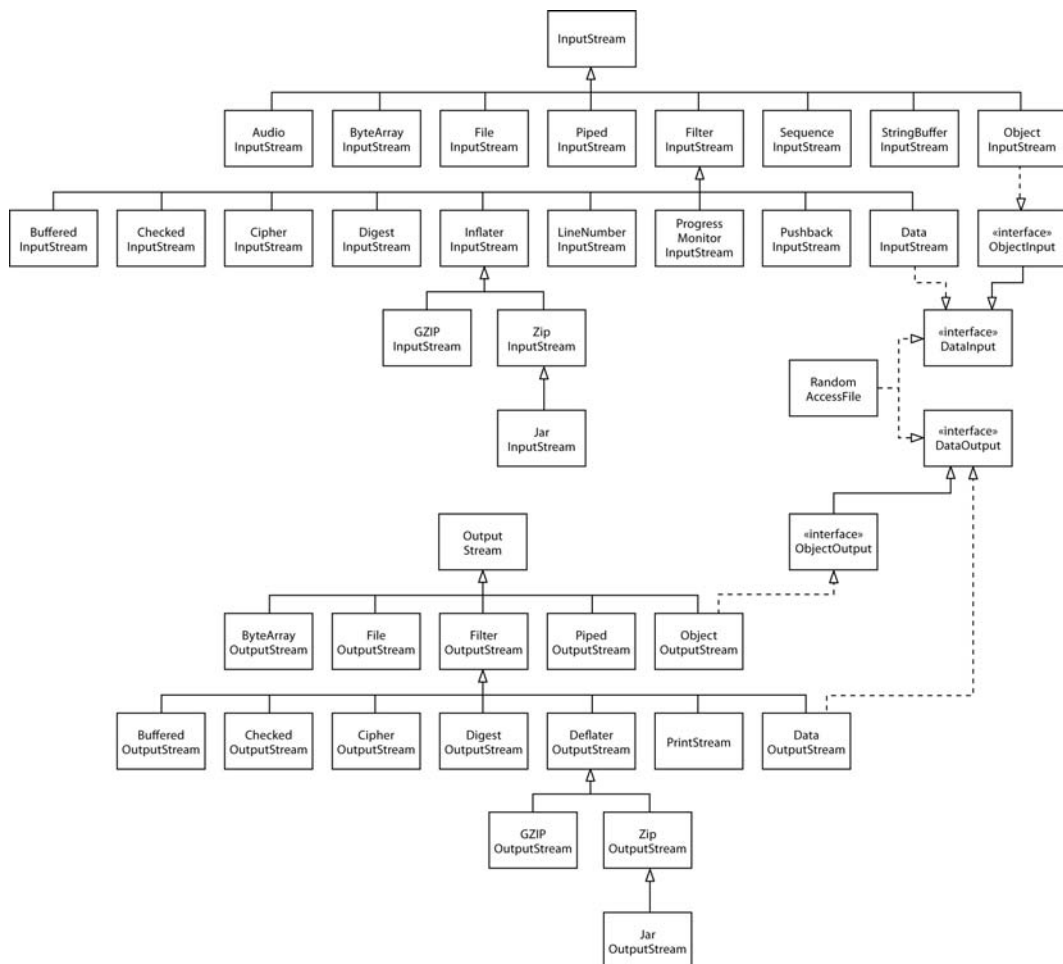 InputStream
Audio
InputStream
ByteArray
InputStream
File
InputStream
Piped
InputStream
Filter
InputStream
Sequence
InputStream
StringBuffer
InputStream
Object
InputStream
Buffered
InputStream
Checked
InputStream
Cipher
InputStream
Digest
InputStream
Inflater
InputStream
LineNumber
InputStream
Progress
Monitor
InputStream
Pushback
InputStream
Data
InputStream
«interface»
ObjectInput
GZIP
InputStream
Zip
InputStream
«interface»
DataInput
Random
AccessFile
Jar
InputStream
«interface»
DataOutput
Output
Stream
«interface»
ObjectOutput
ByteArray
OutputStream
File
OutputStream
Filter
OutputStream
Piped
OutputStream
Object
OutputStream
Buffered
OutputStream
Checked
OutputStream
Cipher
OutputStream
Digest
OutputStream
Deflater
OutputStream
PrintStream
Data
OutputStream
GZIP
OutputStream
Zip
OutputStream
Jar
OutputStream